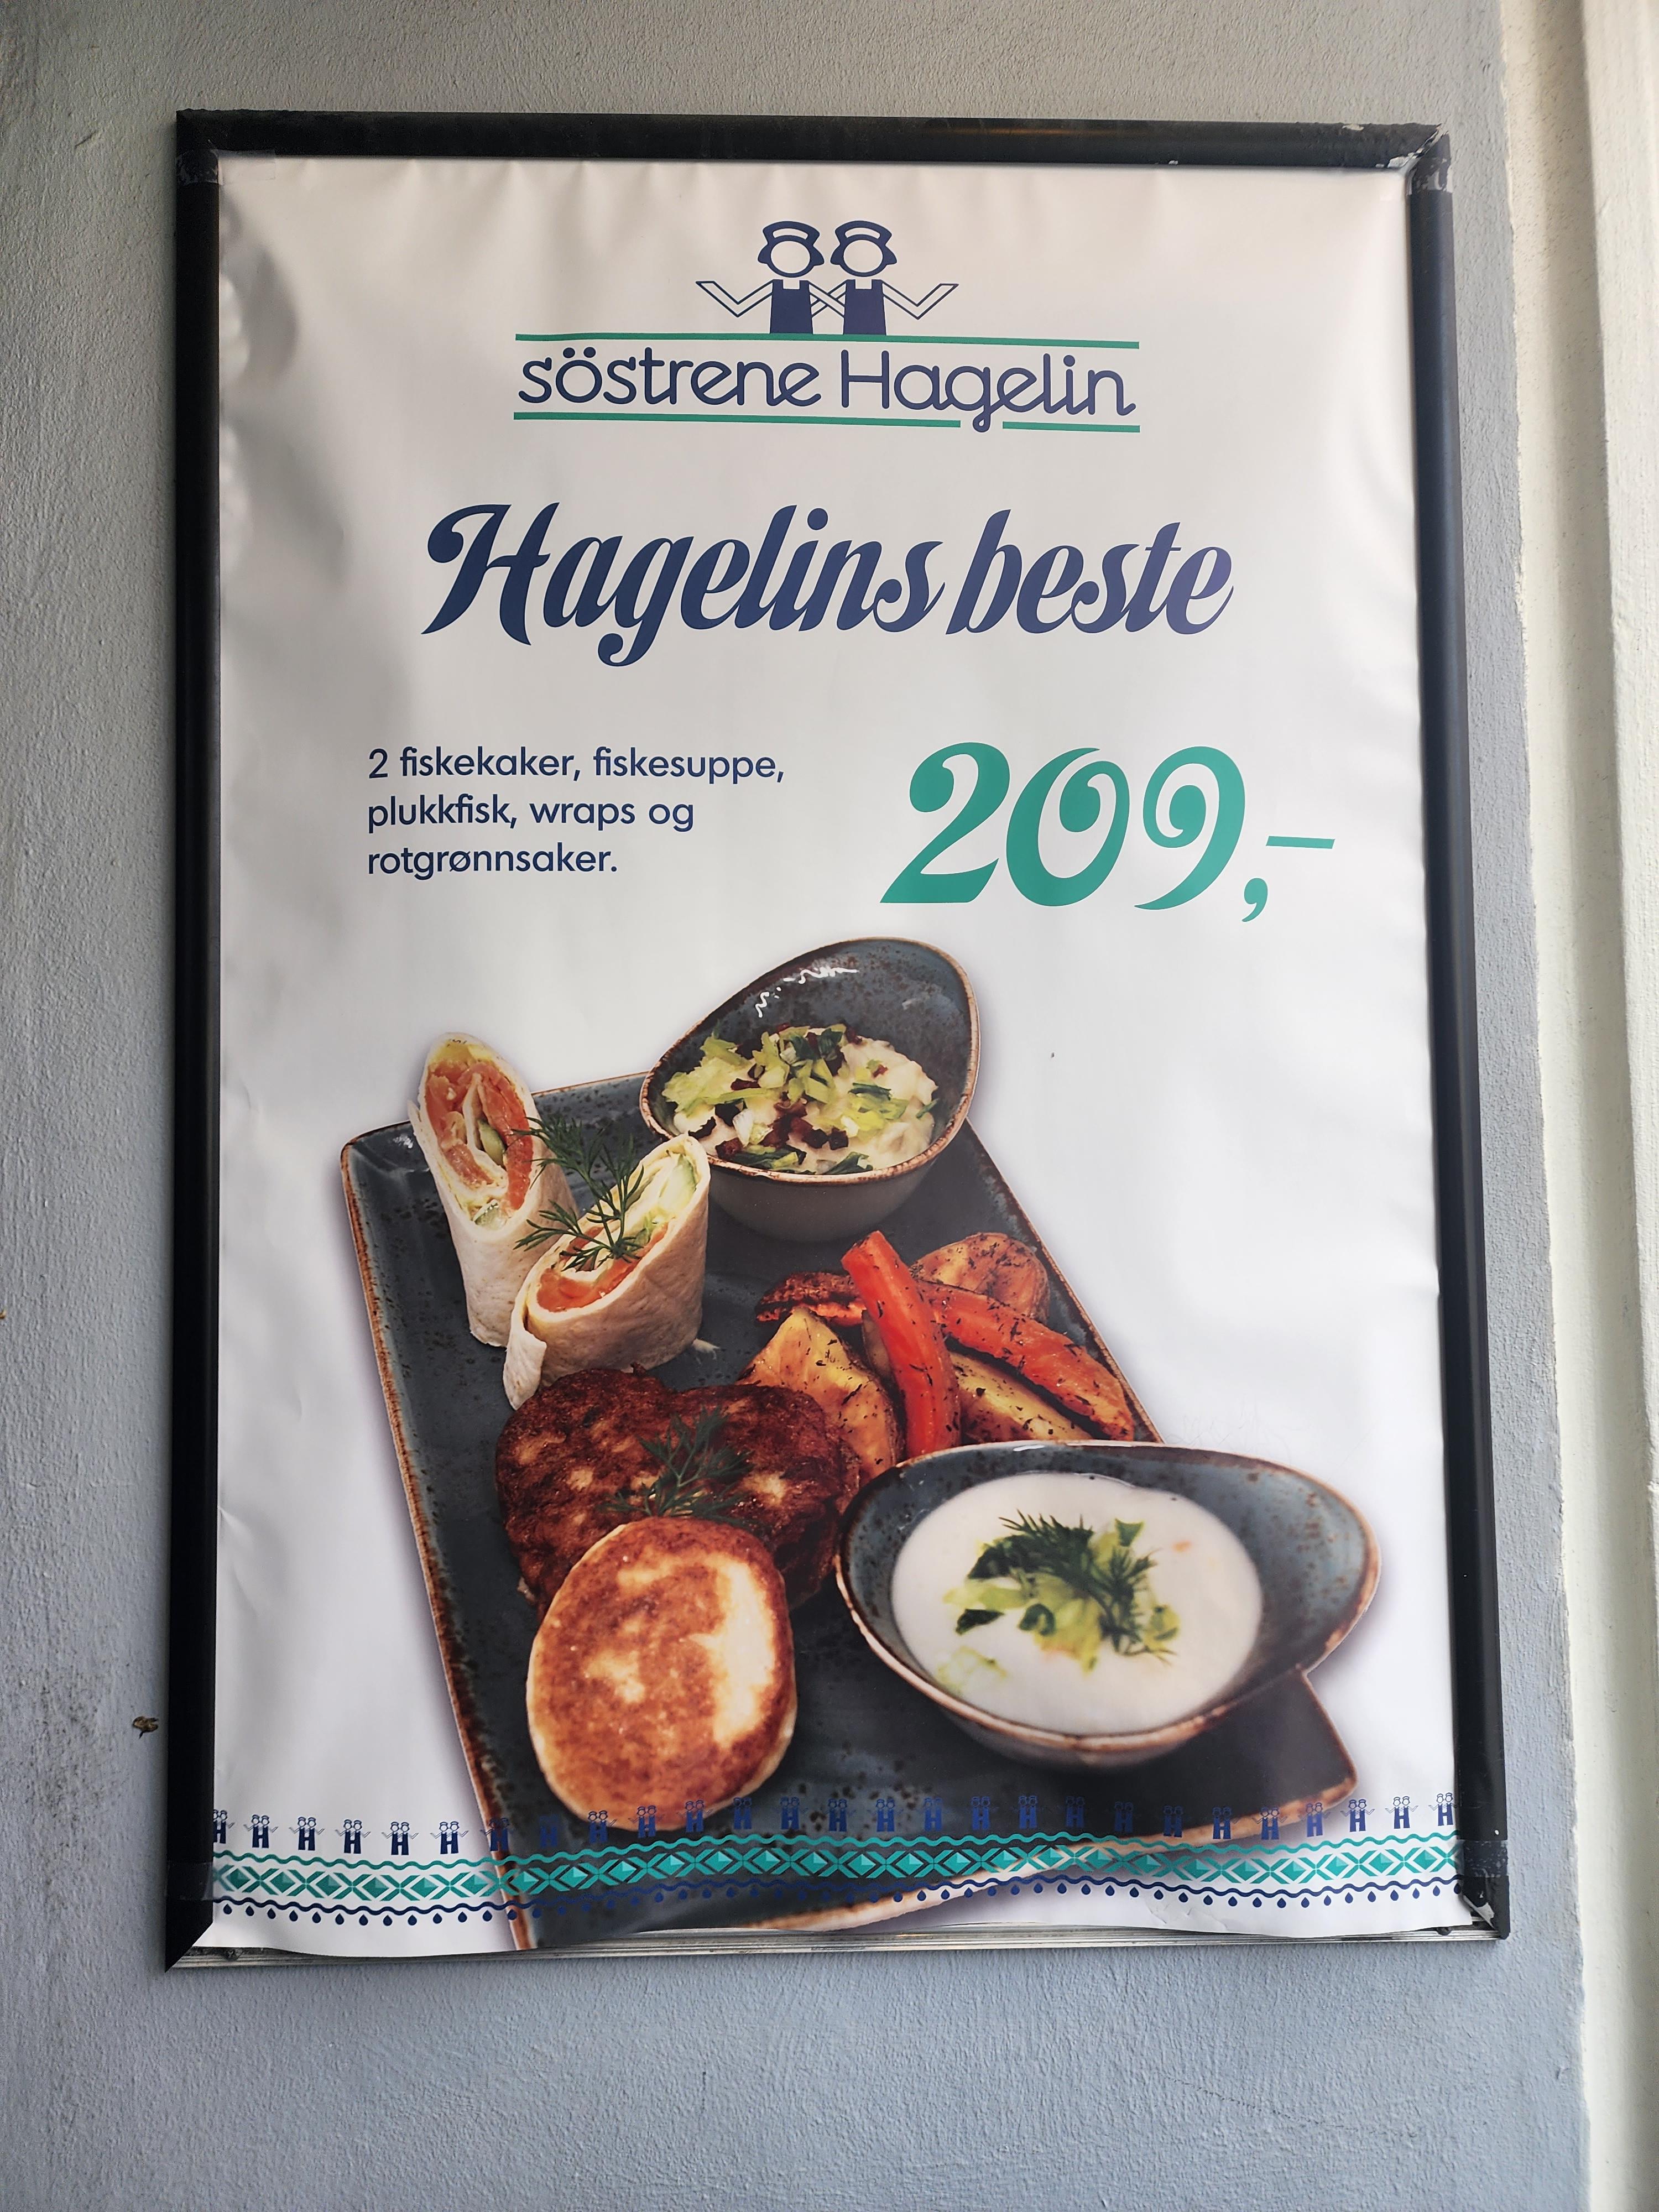 söstrene Hagelin
Hagelins beste
2 fiskekaker, fiskesuppe,
plukkfisk, wraps og
rotgrønnsaker.
209,–